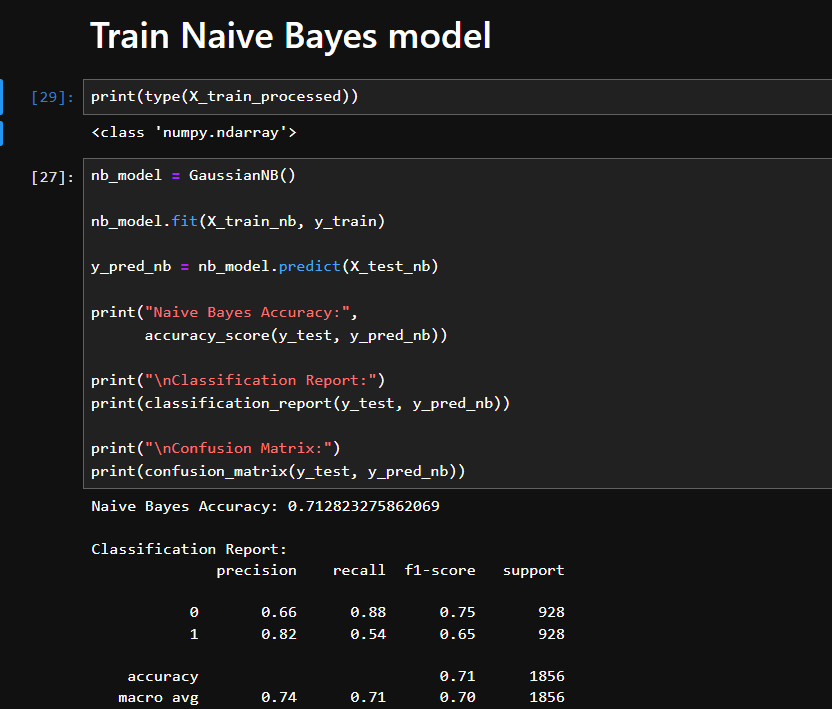 Train Naive Bayes model
[29]:
print(type(X_train_processed))
<class 'numpy.ndarray'>
[27]:
nb_model = GaussianNB()
nb_model.fit(X_train_nb, y_train)
y_pred_nb = nb_model.predict(X_test_nb)
print("Naive Bayes Accuracy:",
accuracy_score(y_test, y_pred_nb))
print("\nClassification Report:")
print(classification_report(y_test, y_pred_nb))
print("\nConfusion Matrix:")
print(confusion_matrix(y_test, y_pred_nb))
Naive Bayes Accuracy: 0.712823275862069
Classification Report:
precision recall f1-score support
0 0.66 0.88 0.75 928
1 0.82 0.54 0.65 928
accuracy 0.71 1856
macro avg 0.74 0.71 0.70 1856